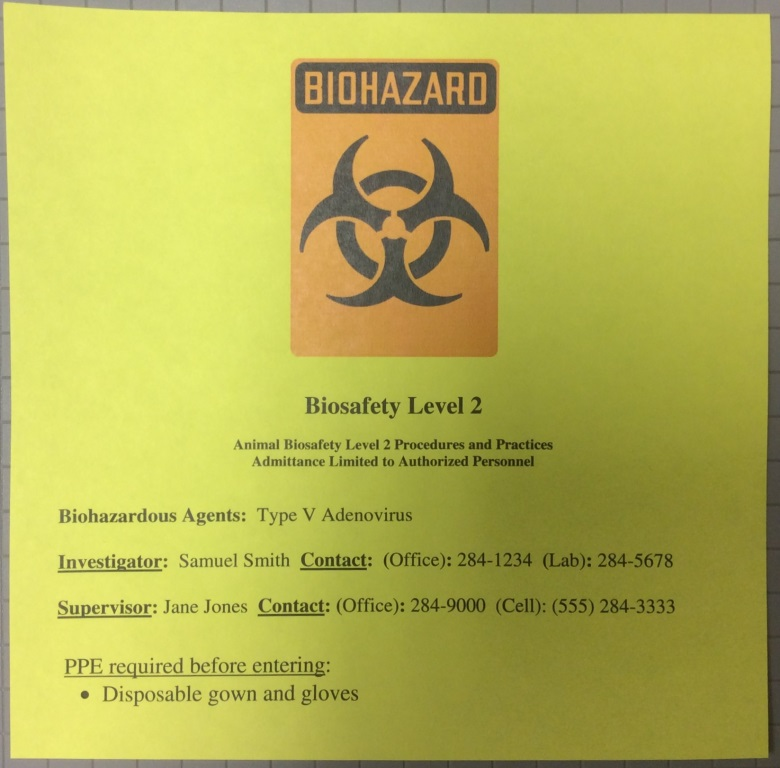 BIOHAZARD
Biosafety Level 2
Animal Biosafety Level 2 Procedures and Practices
Admittance Limited to Authorized Personnel
Biohazardous Agents: Type V Adenovirus
Investigator: Samuel Smith Contact: (Office): 284-1234 (Lab): 284-5678
Supervisor: Jane Jones Contact: (Office): 284-9000 (Cell): (555) 284-3333
PPE required before entering:
• Disposable gown and gloves